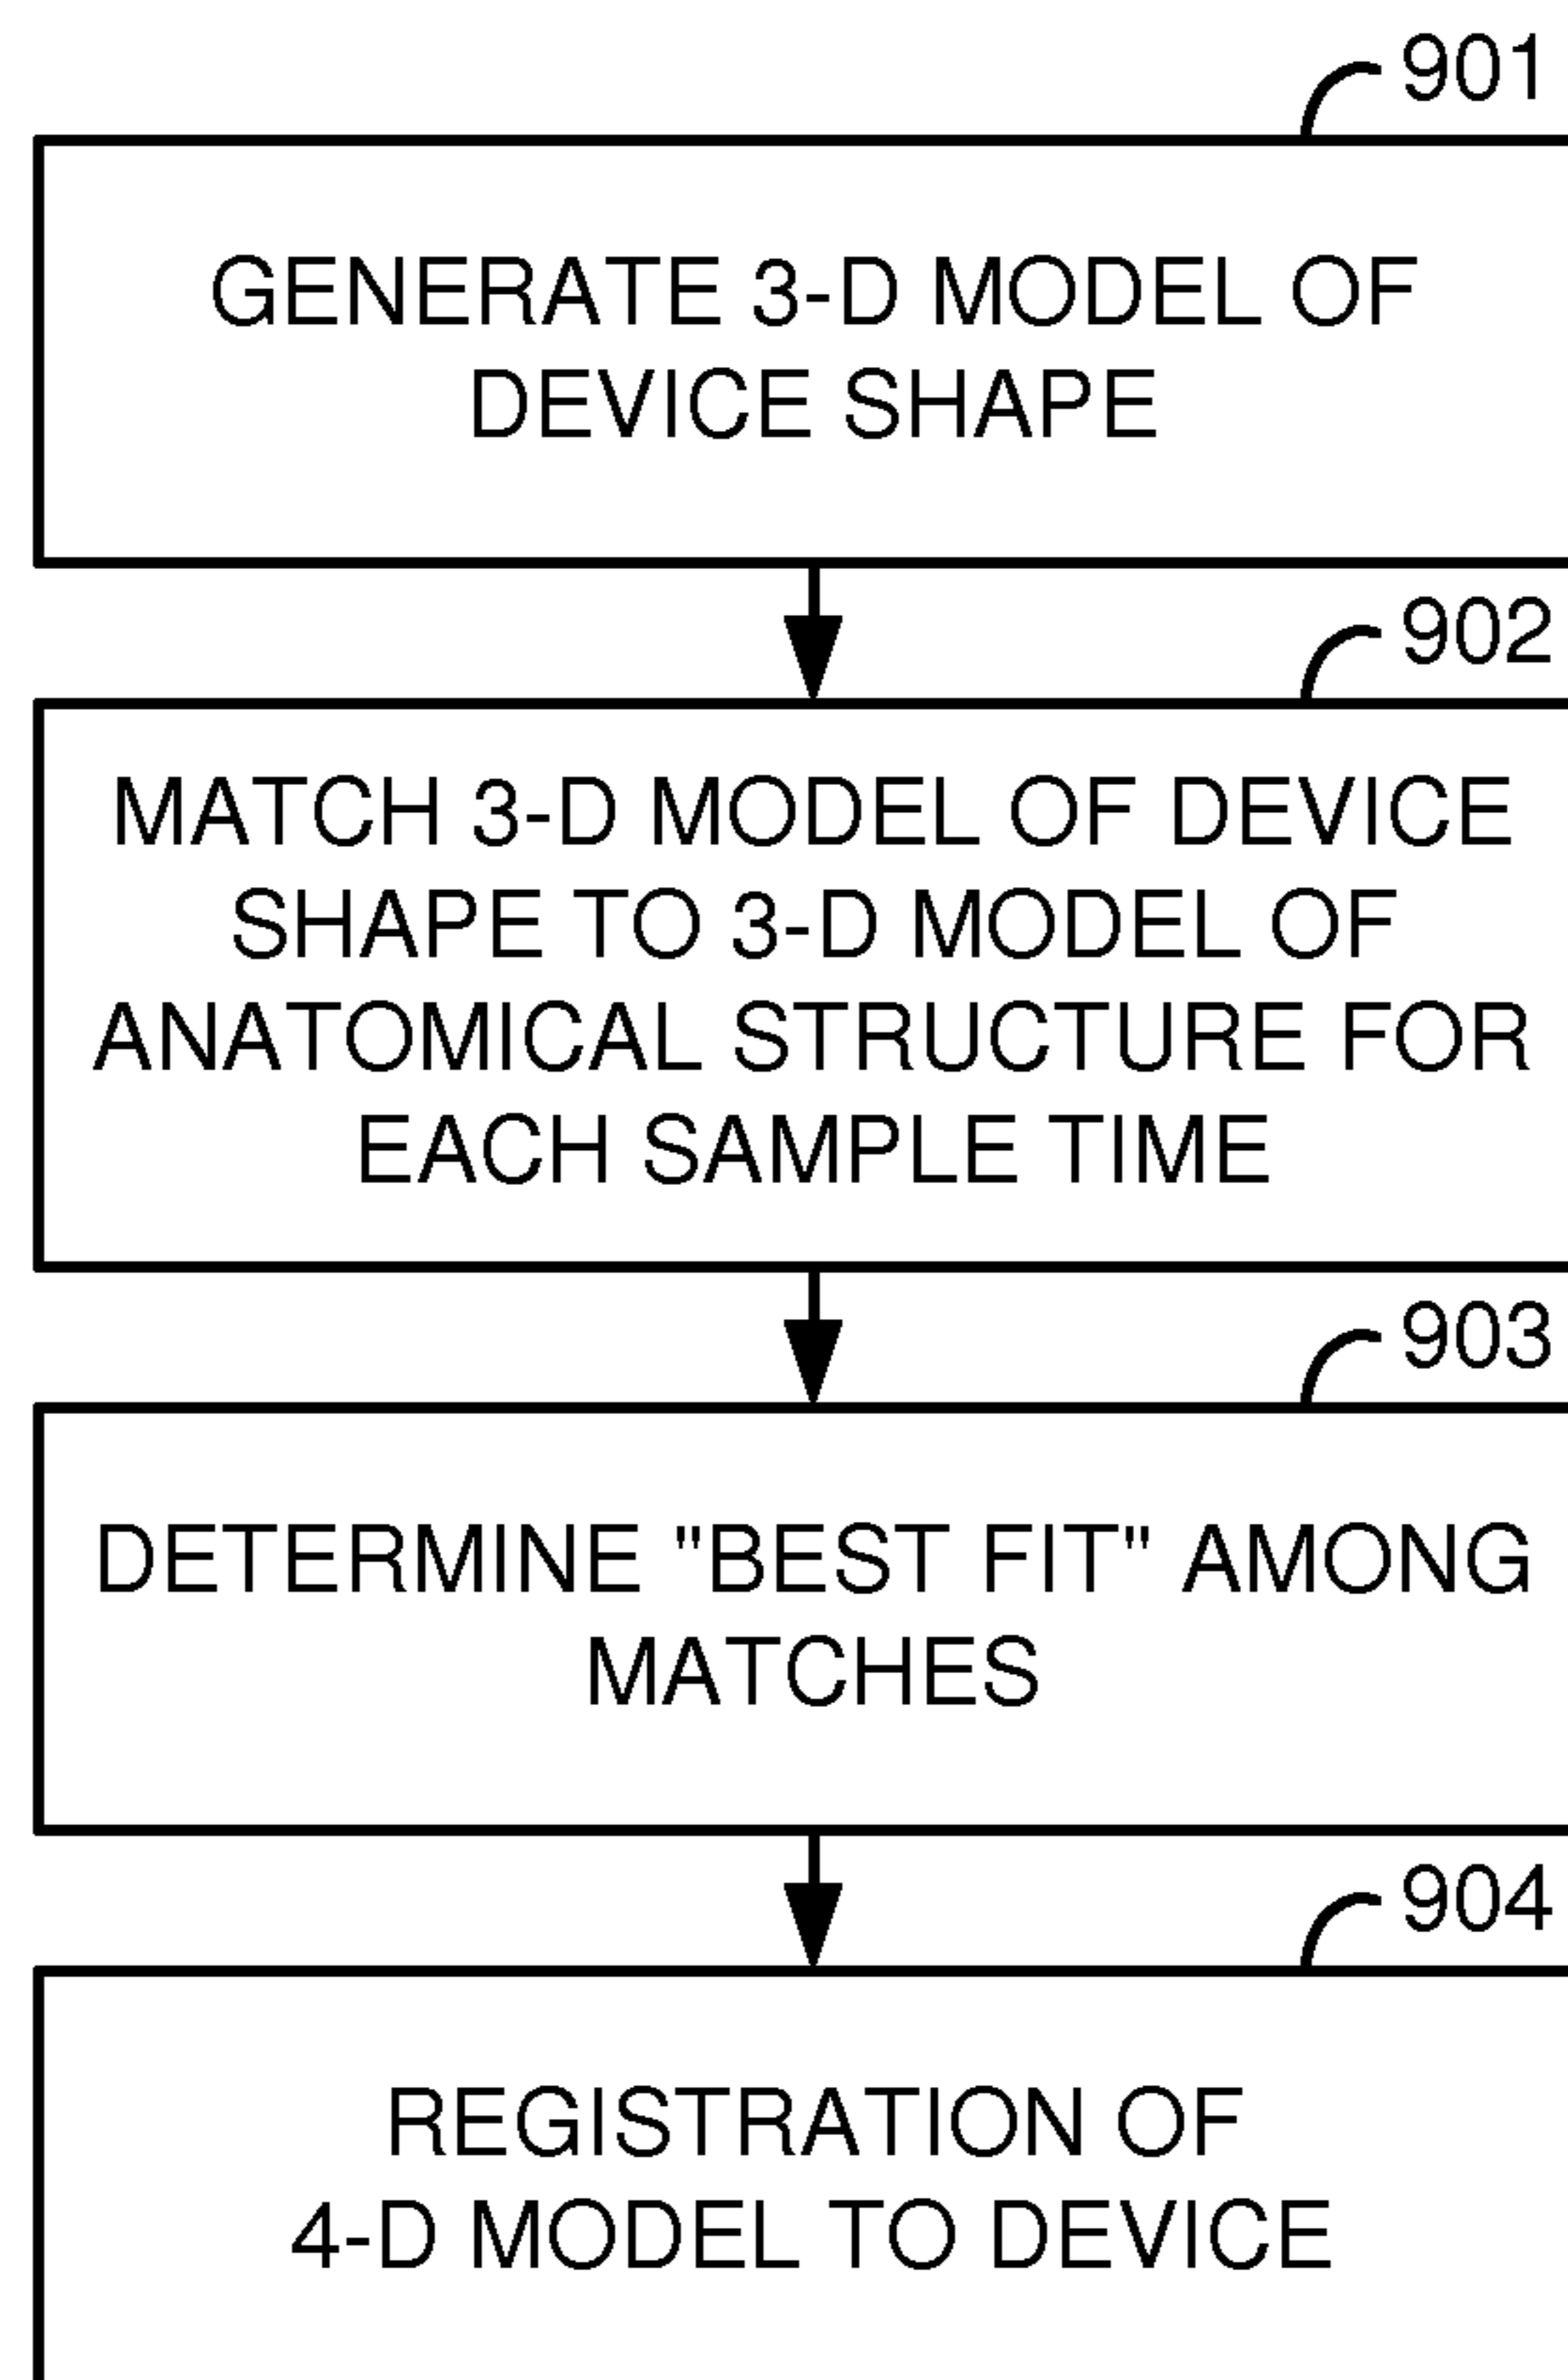 901
GENERATE 3-D MODEL OF
DEVICE SHAPE
902
MATCH 3-D MODEL OF DEVICE
SHAPE TO 3-D MODEL OF
ANATOMICAL STRUCTURE FOR
EACH SAMPLE TIME
903
DETERMINE "BEST FIT" AMONG
MATCHES
904
REGISTRATION OF
4-D MODEL TO DEVICE